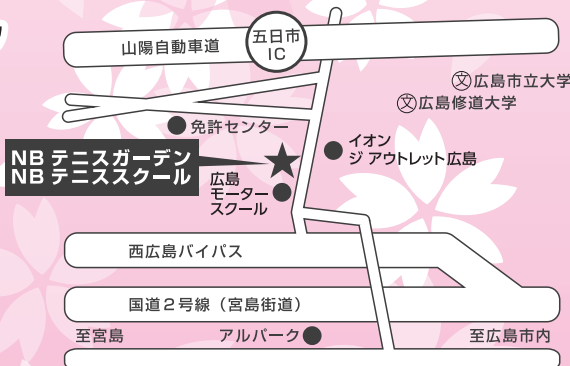 山陽自動車道
五日市
IC
㊛広島市立大学
㊛広島修道大学
免許センター
イオン
ジ アウトレット広島
NB テニスガーデン
NB テニススクール
広島
モーター
スクール
西広島バイパス
国道2号線（宮島街道）
至宮島
アルパーク
至広島市内